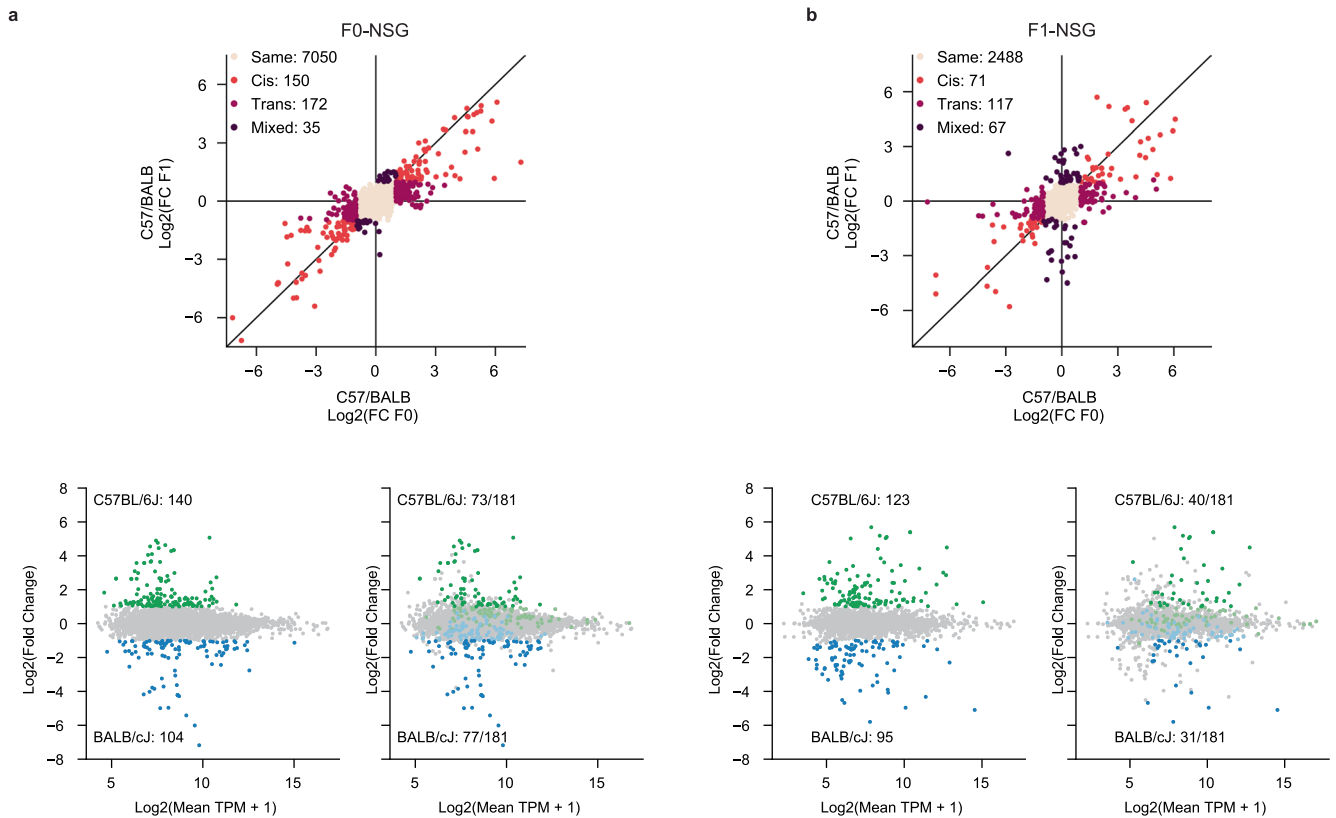 a
F0-NSG
Same: 7050
Cis: 150
Trans: 172
Mixed: 35
6
3
0
−3
−6
C57/BALB
Log2(FC F1)
−6 −3 0 3 6
C57/BALB
Log2(FC F0)
b
F1-NSG
Same: 2488
Cis: 71
Trans: 117
Mixed: 67
6
3
0
−3
−6
C57/BALB
Log2(FC F1)
−6 −3 0 3 6
C57/BALB
Log2(FC F0)
C57BL/6J: 140
8
6
4
2
0
−2
−4
−6
−8
Log2(Fold Change)
BALB/cJ: 104
5 10 15
Log2(Mean TPM + 1)
C57BL/6J: 73/181
Log2(Fold Change)
BALB/cJ: 77/181
5 10 15
Log2(Mean TPM + 1)
C57BL/6J: 123
8
6
4
2
0
−2
−4
−6
−8
Log2(Fold Change)
BALB/cJ: 95
5 10 15
Log2(Mean TPM + 1)
C57BL/6J: 40/181
Log2(Fold Change)
BALB/cJ: 31/181
5 10 15
Log2(Mean TPM + 1)